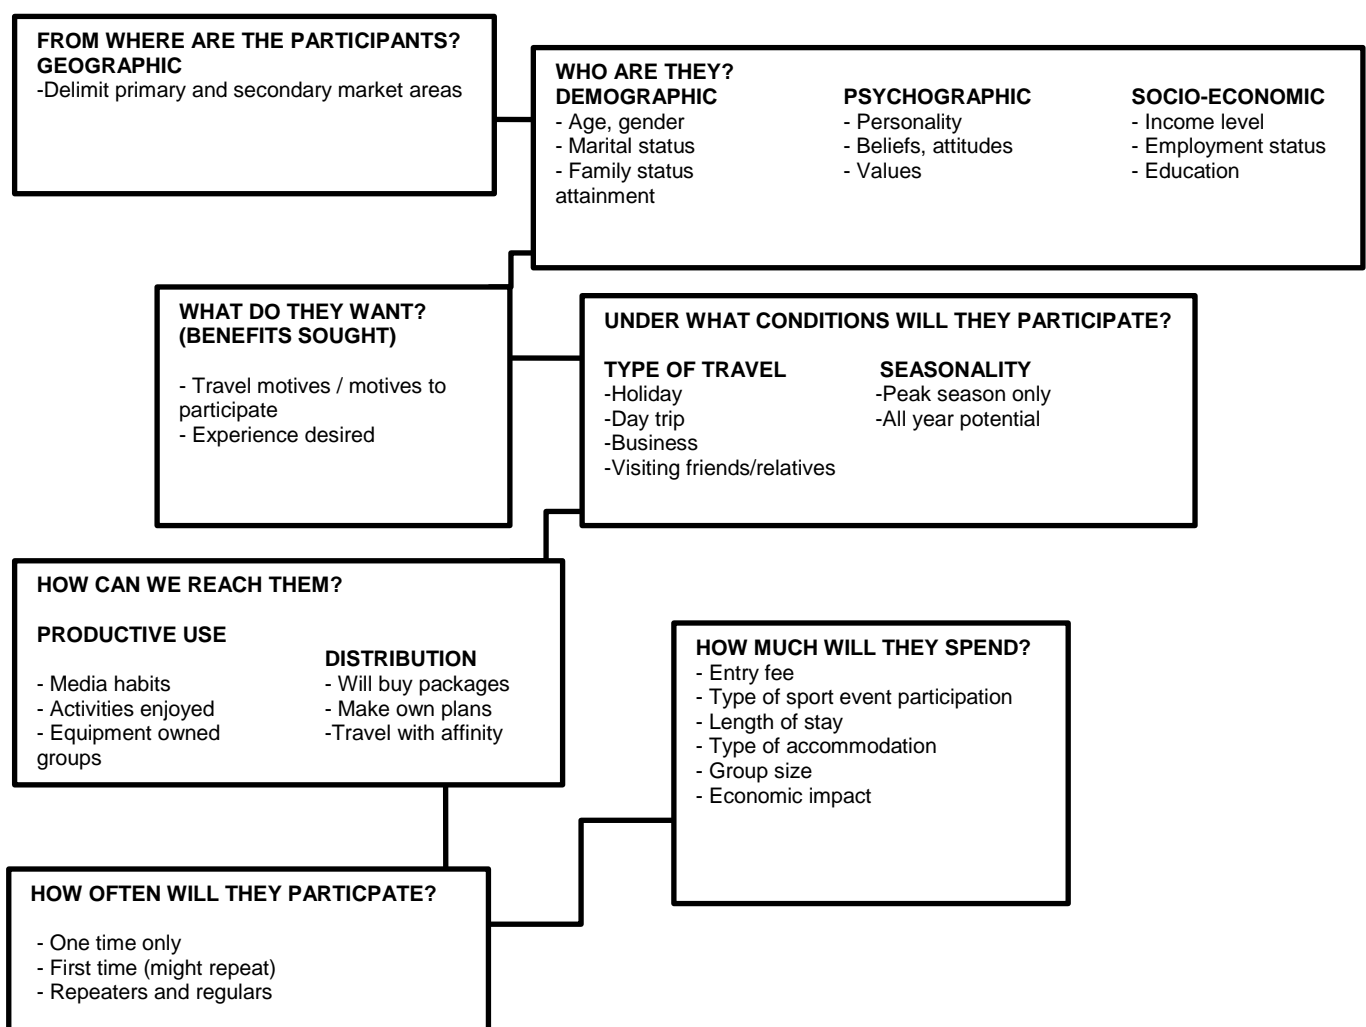 FROM WHERE ARE THE PARTICIPANTS?
GEOGRAPHIC
-Delimit primary and secondary market areas
WHO ARE THEY?
DEMOGRAPHIC
- Age, gender
- Marital status
- Family status
attainment
PSYCHOGRAPHIC
- Personality
- Beliefs, attitudes
- Values
SOCIO-ECONOMIC
- Income level
- Employment status
- Education
WHAT DO THEY WANT?
(BENEFITS SOUGHT)
- Travel motives / motives to
participate
- Experience desired
UNDER WHAT CONDITIONS WILL THEY PARTICIPATE?
TYPE OF TRAVEL
-Holiday
-Day trip
-Business
-Visiting friends/relatives
SEASONALITY
-Peak season only
-All year potential
HOW CAN WE REACH THEM?
PRODUCTIVE USE
- Media habits
- Activities enjoyed
- Equipment owned
groups
DISTRIBUTION
- Will buy packages
- Make own plans
-Travel with affinity
HOW MUCH WILL THEY SPEND?
- Entry fee
- Type of sport event participation
- Length of stay
- Type of accommodation
- Group size
- Economic impact
HOW OFTEN WILL THEY PARTICPATE?
- One time only
- First time (might repeat)
- Repeaters and regulars